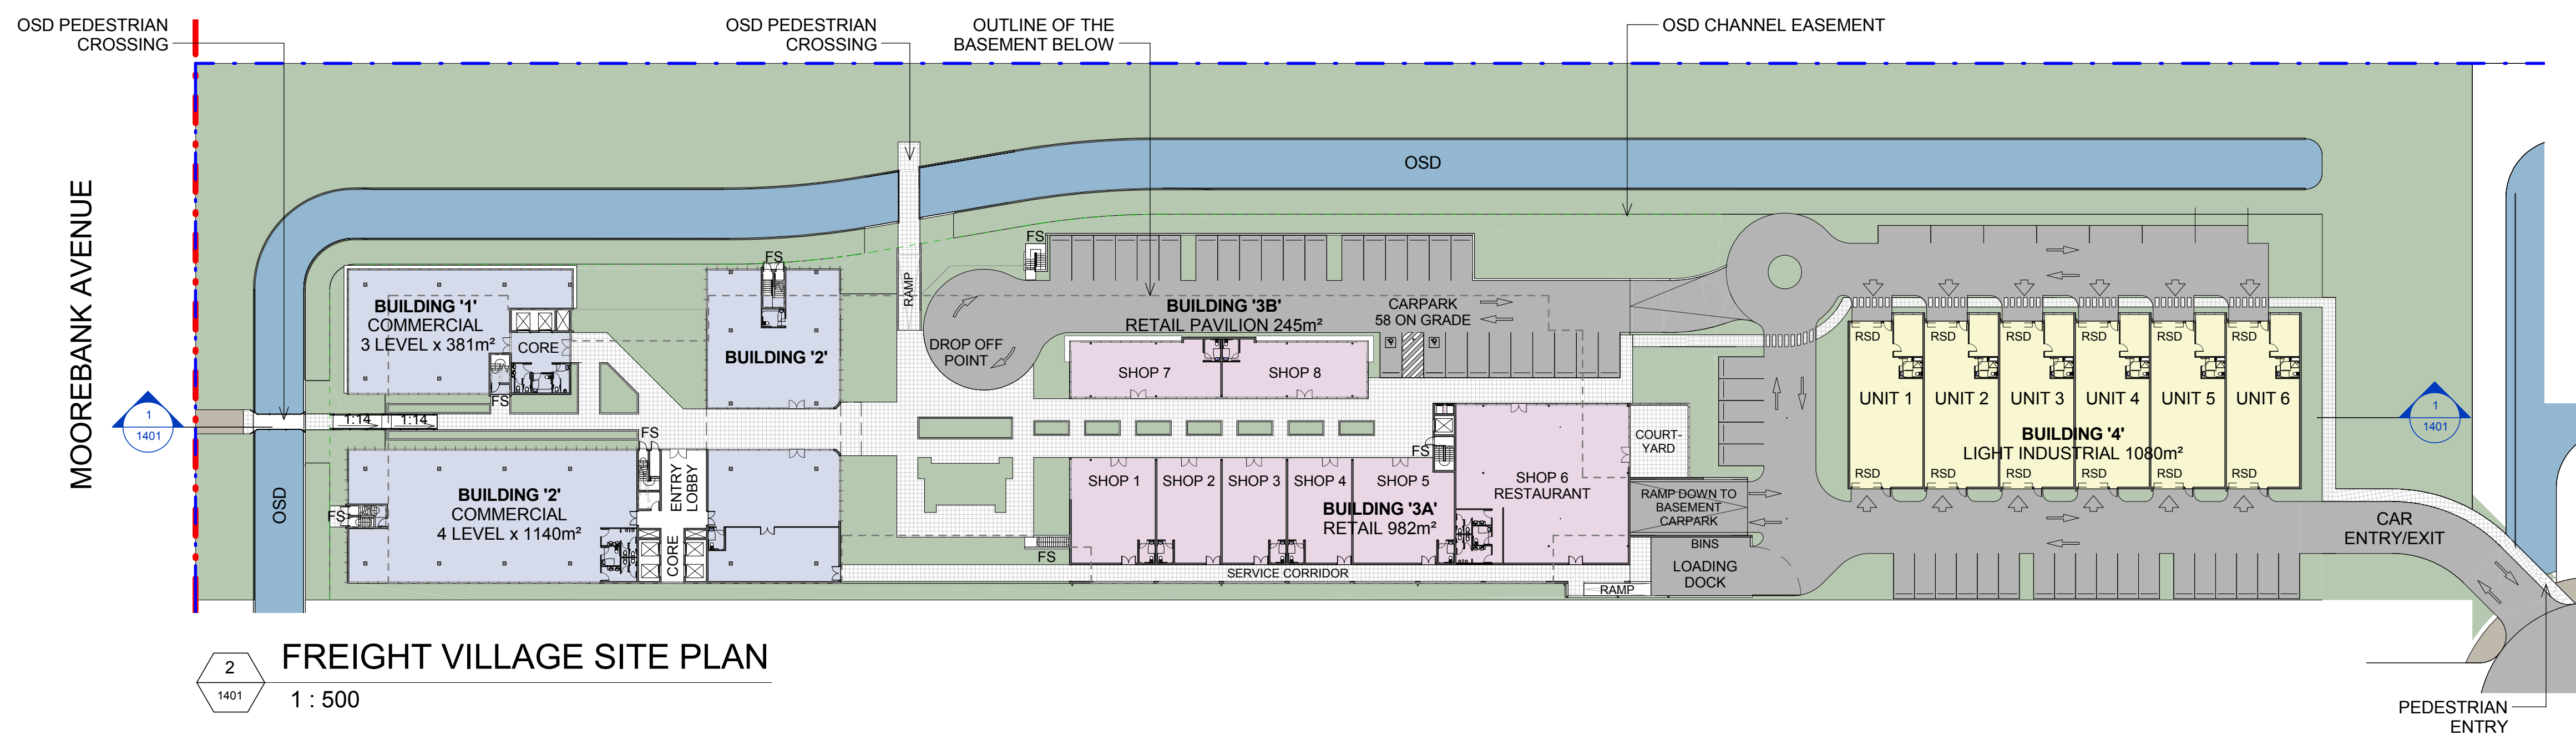 OSD PEDESTRIAN
CROSSING
OSD PEDESTRIAN
CROSSING
OUTLINE OF THE
BASEMENT BELOW
OSD CHANNEL EASEMENT
MOOREBANK AVENUE
OSD
OSD
FS
FS
RAMP
BUILDING '1'
COMMERCIAL
3 LEVEL x 381m²
CORE
FS
BUILDING '2'
DROP OFF
POINT
BUILDING '3B'
RETAIL PAVILION 245m²
CARPARK
58 ON GRADE
SHOP 7
SHOP 8
1
1401
1:14
1:14
FS
BUILDING '2'
COMMERCIAL
4 LEVEL x 1140m²
FS
ENTRY
LOBBY
CORE
FS
SHOP 1
SHOP 2
SHOP 3
SHOP 4
SHOP 5
FS
BUILDING '3A'
RETAIL 982m²
SHOP 6
RESTAURANT
COURT-
YARD
RAMP DOWN TO
BASEMENT
CARPARK
BINS
LOADING
DOCK
SERVICE CORRIDOR
RAMP
RSD
RSD
RSD
RSD
RSD
RSD
UNIT 1
UNIT 2
UNIT 3
UNIT 4
UNIT 5
UNIT 6
BUILDING '4'
LIGHT INDUSTRIAL 1080m²
RSD
RSD
RSD
RSD
RSD
RSD
1
1401
CAR
ENTRY/EXIT
PEDESTRIAN
ENTRY
2
1401
FREIGHT VILLAGE SITE PLAN
1 : 500